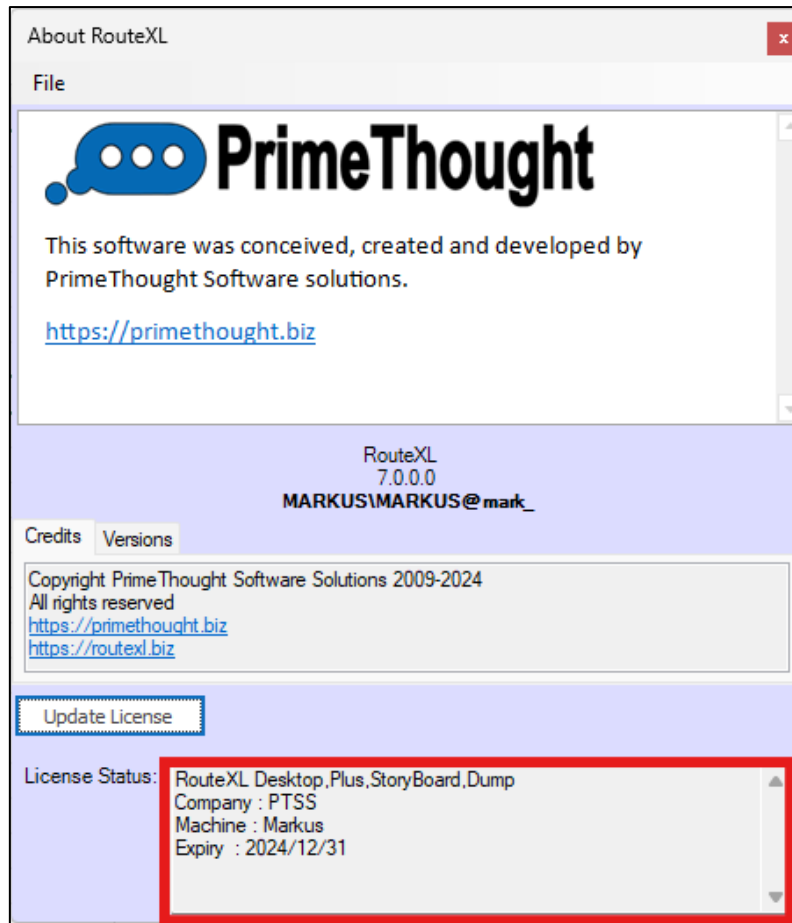 About RouteXL
x
File
PrimeThought
This software was conceived, created and developed by
PrimeThought Software solutions.
https://primethought.biz
RouteXL
7.0.0.0
MARKUS\MARKUS@mark_
Credits Versions
Copyright PrimeThought Software Solutions 2009-2024
All rights reserved
https://primethought.biz
https://routexl.biz
Update License
License Status: RouteXL Desktop,Plus,StoryBoard,Dump
Company : PTSS
Machine : Markus
Expiry : 2024/12/31